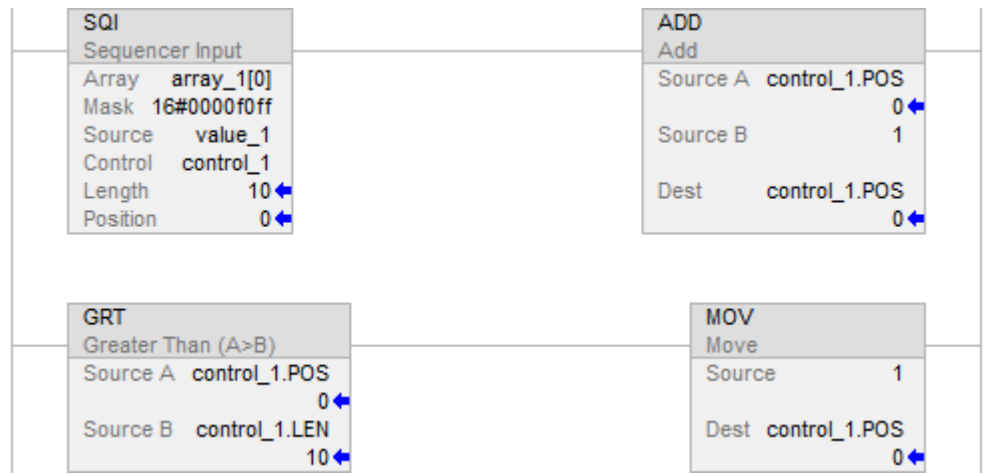 SQI
Sequencer Input
Array array_1[0]
Mask 16#0000f0ff
Source value_1
Control control_1
Length 10
Position 0
ADD
Add
Source A control_1.POS
0
Source B 1
Dest control_1.POS
0
GRT
Greater Than (A>B)
Source A control_1.POS
0
Source B control_1.LEN
10
MOV
Move
Source 1
Dest control_1.POS
0